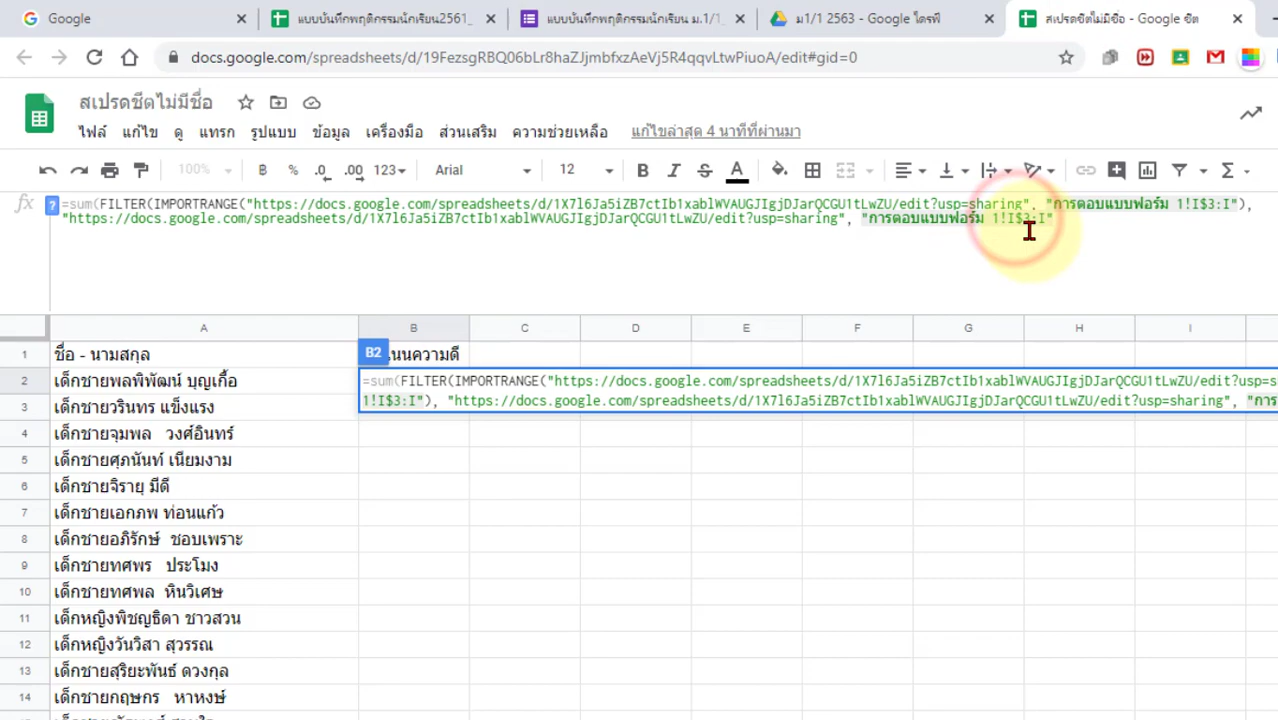 Google
แบบบันทึกพฤติกรรมนักเรียน2561_
แบบบันทึกพฤติกรรมนักเรียน ม.1/1
ม1/1 2563 - Google ไดรฟ์
สเปรดชีตไม่มีชื่อ - Google ชีต
docs.google.com/spreadsheets/d/19FezsgRBQ06bLr8haZJmbfxzAeVj5R4qqvLtwPiuoA/edit#gid=0
สเปรดชีตไม่มีชื่อ
ไฟล์ แก้ไข ดู แทรก รูปแบบ ข้อมูล เครื่องมือ ส่วนเสริม ความช่วยเหลือ แก้ไขล่าสุด 4 นาทีที่ผ่านมา
100% ฿ % .0 .00 123 Arial 12 B I S A Σ
fx ? =sum(FILTER(IMPORTRANGE("https://docs.google.com/spreadsheets/d/1X7l6Ja5iZB7ctIb1xablWVAUGJIgjDJarQCGU1tLwZU/edit?usp=sharing", "การตอบแบบฟอร์ม 1!I$3:I"),
"https://docs.google.com/spreadsheets/d/1X7l6Ja5iZB7ctIb1xablWVAUGJIgjDJarQCGU1tLwZU/edit?usp=sharing", "การตอบแบบฟอร์ม 1!I$3:I"
A B C D E F G H I
1 ชื่อ - นามสกุล B2 นนความดี
2 เด็กชายพลพิพัฒน์ บุญเกื้อ =sum(FILTER(IMPORTRANGE("https://docs.google.com/spreadsheets/d/1X7l6Ja5iZB7ctIb1xablWVAUGJIgjDJarQCGU1tLwZU/edit?usp=s
1!I$3:I"), "https://docs.google.com/spreadsheets/d/1X7l6Ja5iZB7ctIb1xablWVAUGJIgjDJarQCGU1tLwZU/edit?usp=sharing", "การ
3 เด็กชายวรินทร แข็งแรง
4 เด็กชายจุมพล วงศ์อินทร์
5 เด็กชายศุภนันท์ เนียมงาม
6 เด็กชายจิรายุ มีดี
7 เด็กชายเอกภพ ท่อนแก้ว
8 เด็กชายอภิรักษ์ ชอบเพราะ
9 เด็กชายทศพร ประโมง
10 เด็กชายทศพล หินวิเศษ
11 เด็กหญิงพิชญธิดา ชาวสวน
12 เด็กหญิงวันวิสา สุวรรณ
13 เด็กชายสุริยะพันธ์ ดวงกุล
14 เด็กชายกฤษกร หาหงษ์